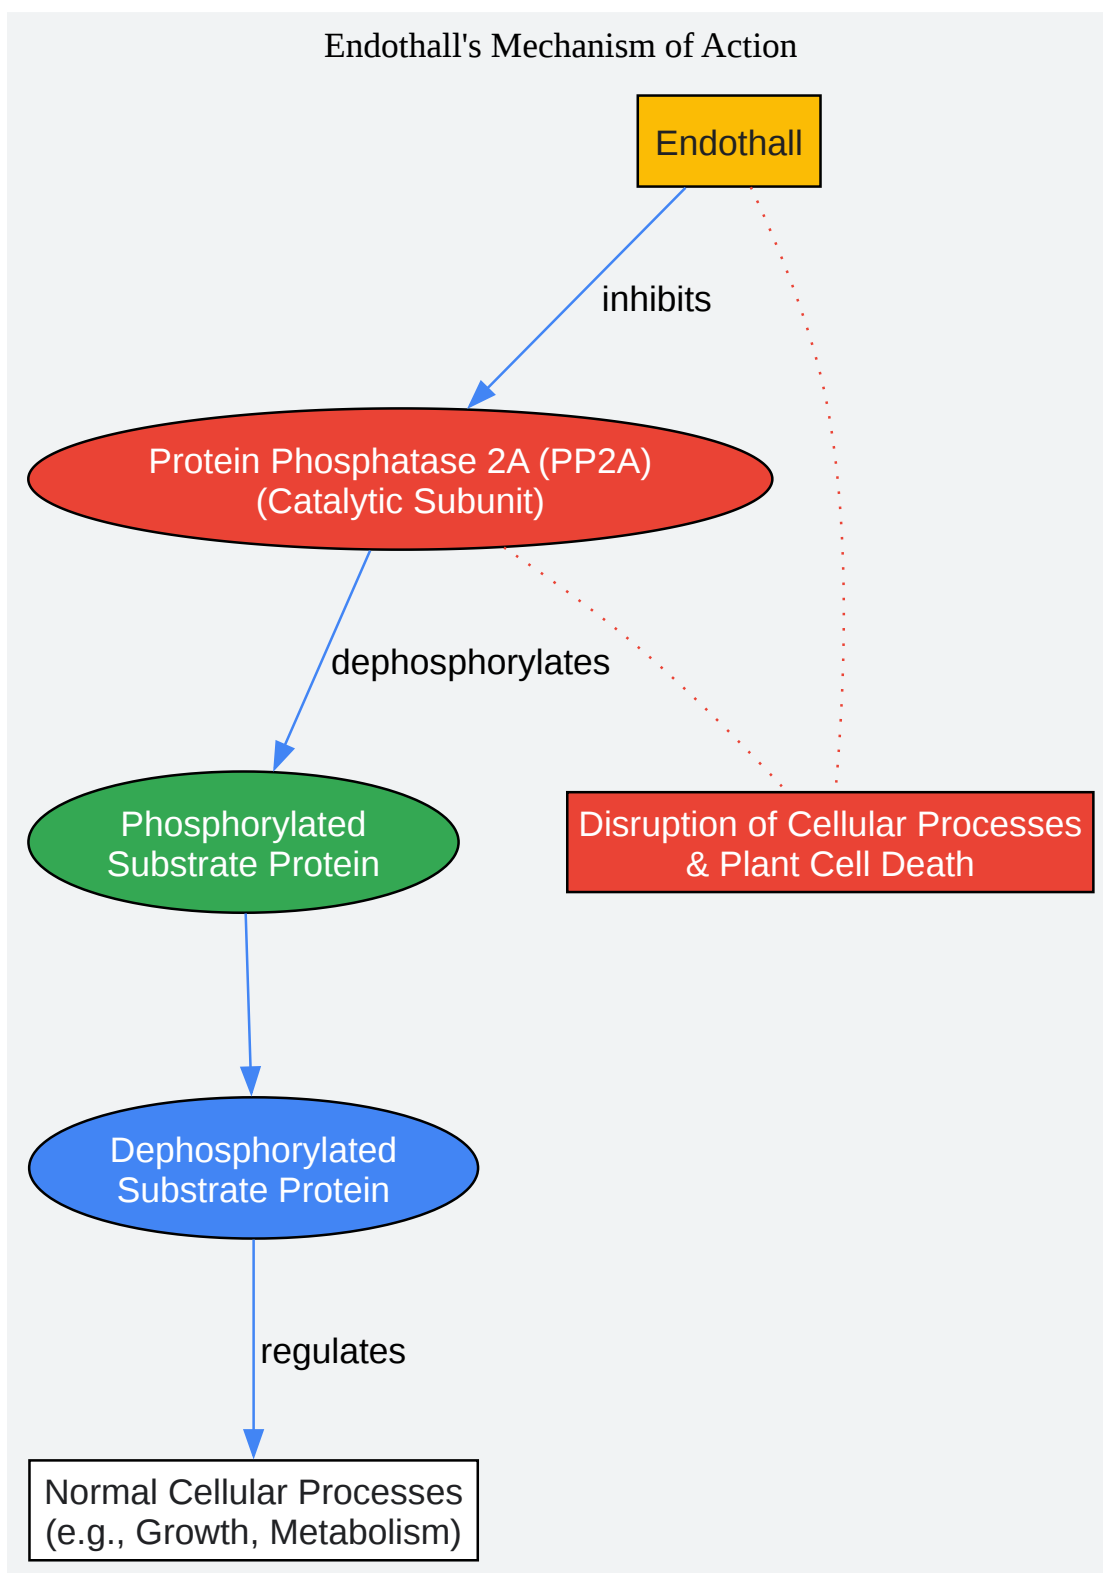 Endothall's Mechanism of Action
Endothall
inhibits
Protein Phosphatase 2A (PP2A)
(Catalytic Subunit)
dephosphorylates
Phosphorylated
Substrate Protein
Disruption of Cellular Processes
& Plant Cell Death
Dephosphorylated
Substrate Protein
regulates
Normal Cellular Processes
(e.g., Growth, Metabolism)